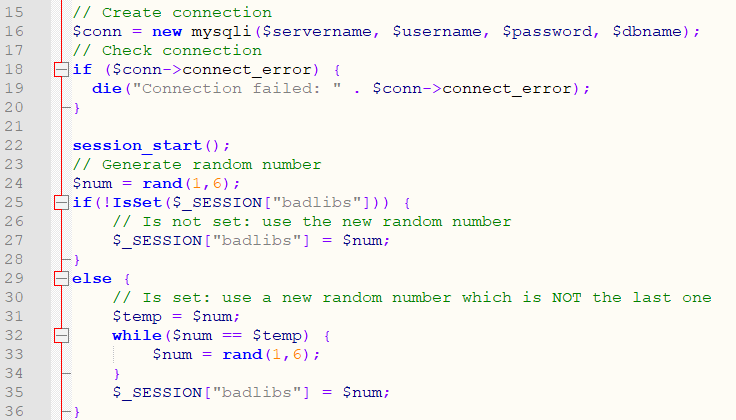 15 // Create connection
16 $conn = new mysqli($servername, $username, $password, $dbname);
17 // Check connection
18 if ($conn->connect_error) {
19   die("Connection failed: " . $conn->connect_error);
20 }
21
22 session_start();
23 // Generate random number
24 $num = rand(1,6);
25 if(!IsSet($_SESSION["badlibs"])) {
26     // Is not set: use the new random number
27     $_SESSION["badlibs"] = $num;
28 }
29 else {
30     // Is set: use a new random number which is NOT the last one
31     $temp = $num;
32     while($num == $temp) {
33         $num = rand(1,6);
34     }
35     $_SESSION["badlibs"] = $num;
36 }